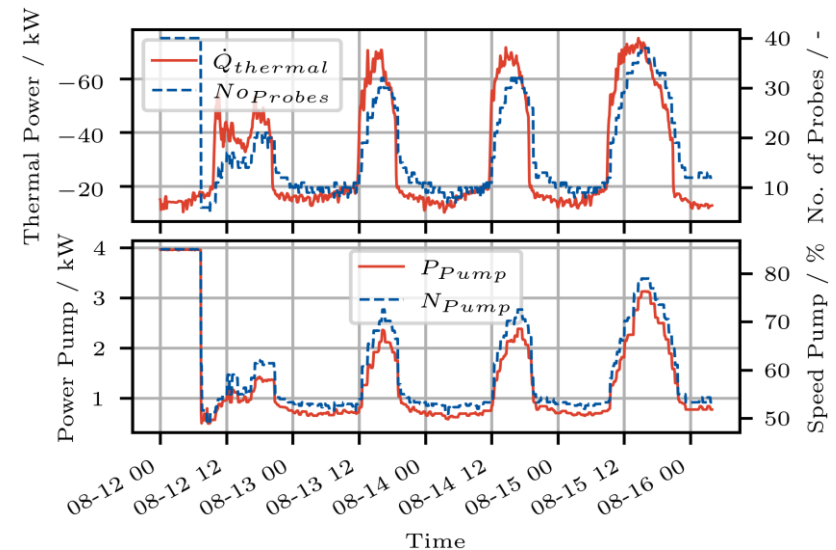 Thermal Power / kW
−60
−40
−20
Q̇thermal
NoProbes
40
30
20
10
No. of Probes / -
Power Pump / kW
4
3
2
1
PPump
NPump
80
70
60
50
Speed Pump / %
08-12 00
08-12 12
08-13 00
08-13 12
08-14 00
08-14 12
08-15 00
08-15 12
08-16 00
Time